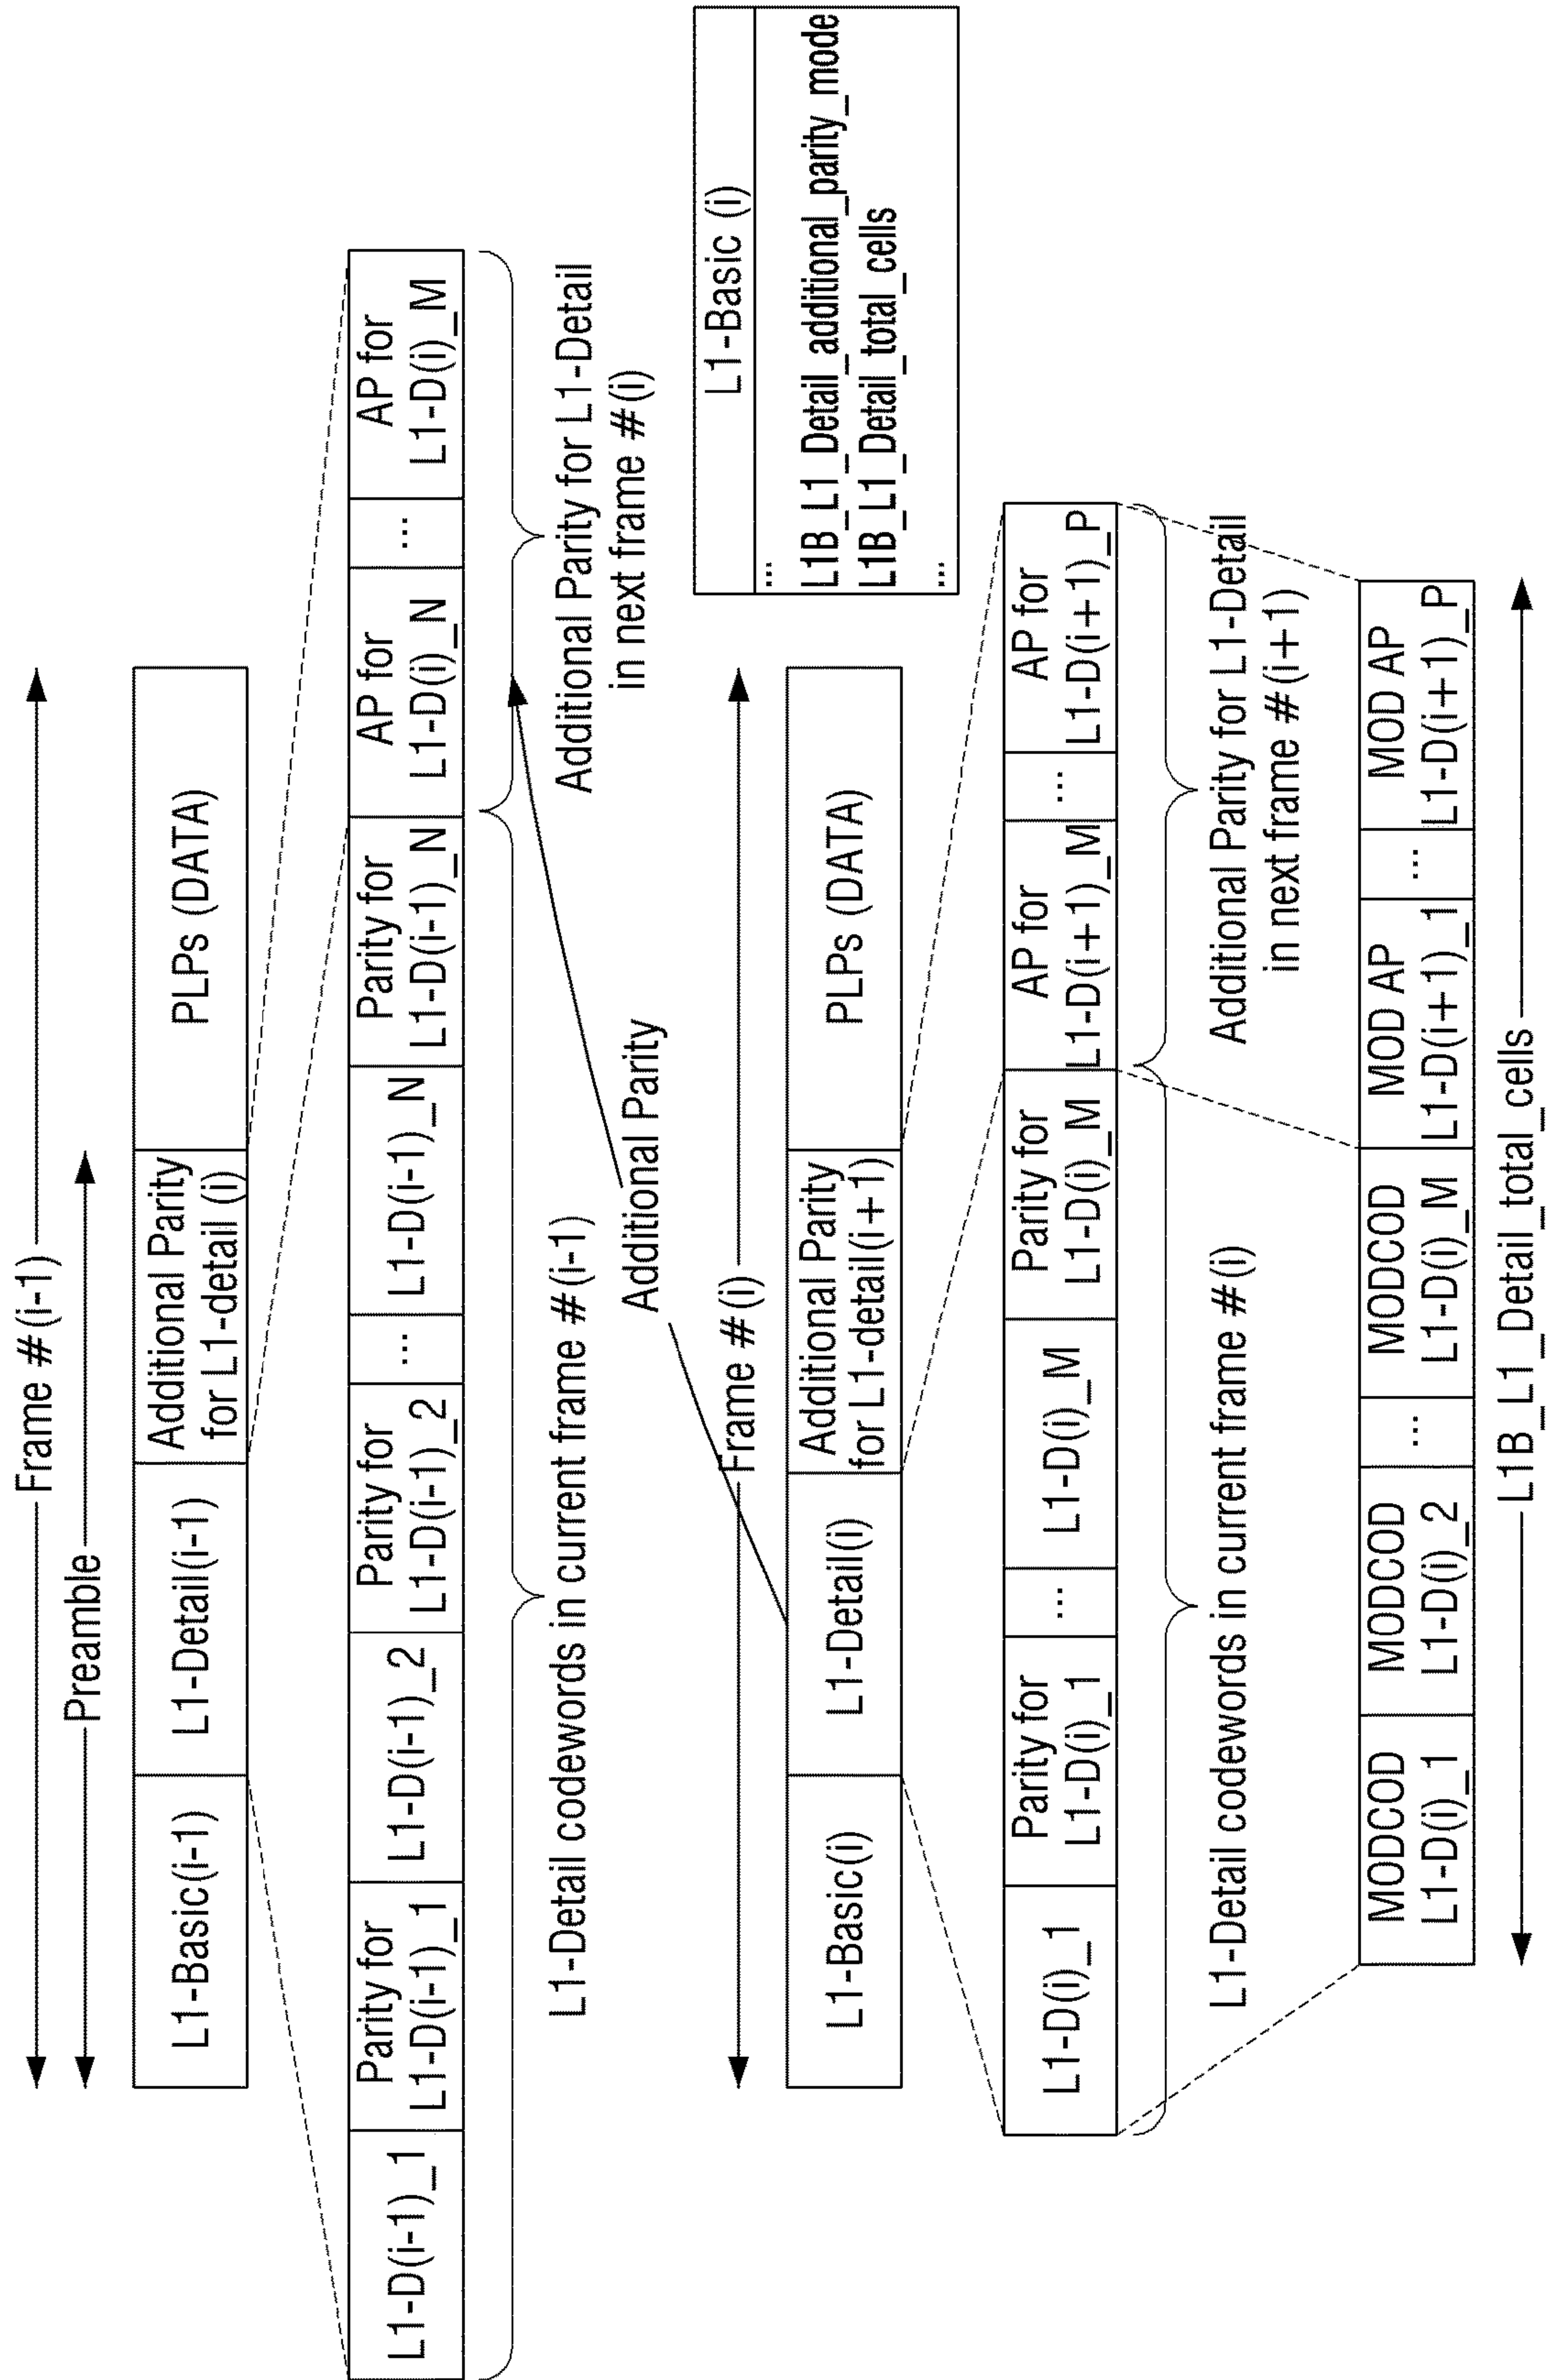 Frame #(i-1)
Preamble
L1-Basic(i-1)
L1-Detail(i-1)
Additional Parity
for L1-detail (i)
PLPs (DATA)
L1-D(i-1)_1
Parity for
L1-D(i-1)_1
L1-D(i-1)_2
Parity for
L1-D(i-1)_2
...
L1-D(i-1)_N
Parity for
L1-D(i-1)_N
AP for
L1-D(i)_N
...
AP for
L1-D(i)_M
L1-Detail codewords in current frame #(i-1)
Additional Parity for L1-Detail
in next frame #(i)
Additional Parity
Frame #(i)
L1-Basic(i)
L1-Detail(i)
Additional Parity
for L1-detail(i+1)
PLPs (DATA)
L1-Basic (i)
...
L1B_L1_Detail_additional_parity_mode
L1B_L1_Detail_total_cells
...
L1-D(i)_1
Parity for
L1-D(i)_1
...
L1-D(i)_M
Parity for
L1-D(i)_M
AP for
L1-D(i+1)_M
...
AP for
L1-D(i+1)_P
L1-Detail codewords in current frame #(i)
Additional Parity for L1-Detail
in next frame #(i+1)
MODCOD
L1-D(i)_1
MODCOD
L1-D(i)_2
...
MODCOD
L1-D(i)_M
MOD AP
L1-D(i+1)_1
...
MOD AP
L1-D(i+1)_P
L1B_L1_Detail_total_cells